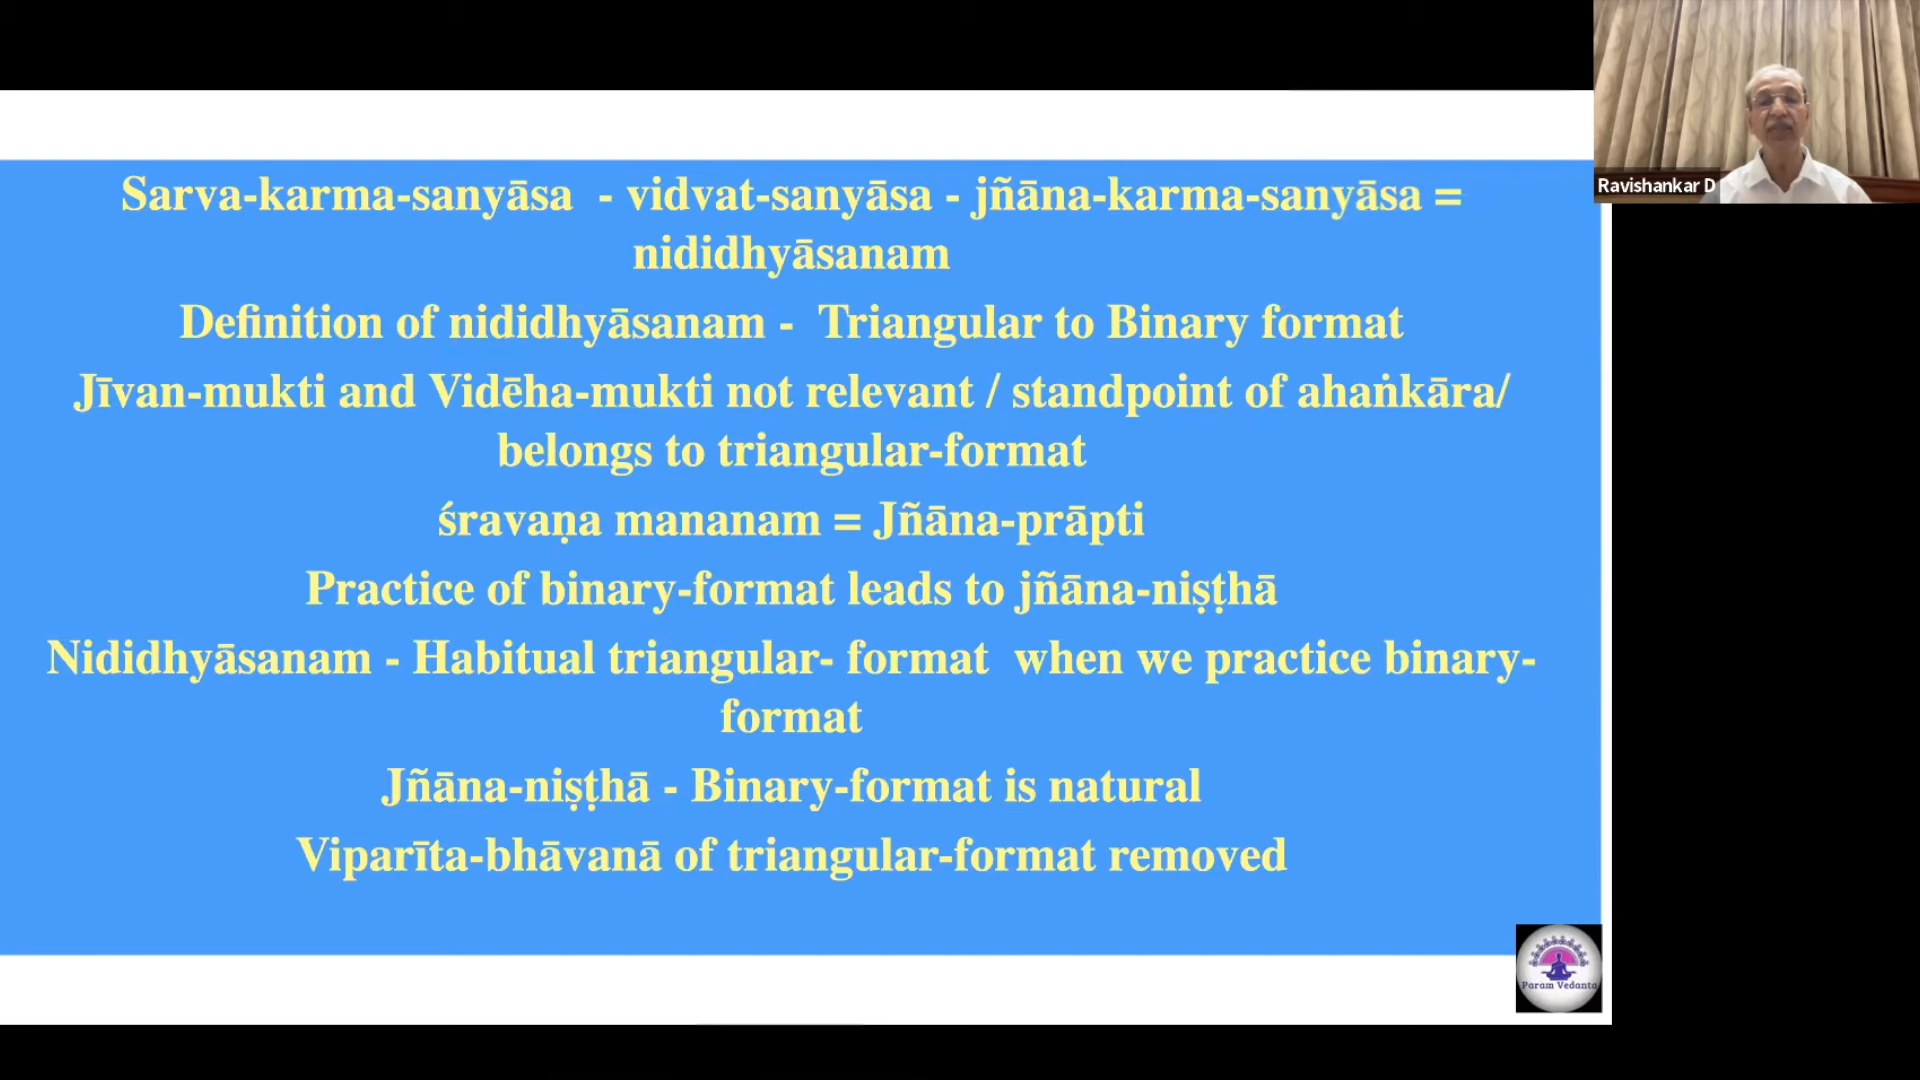 Ravishankar D
Sarva-karma-sanyāsa - vidvat-sanyāsa - jñāna-karma-sanyāsa =
nididhyāsanam
Definition of nididhyāsanam - Triangular to Binary format
Jīvan-mukti and Vidēha-mukti not relevant / standpoint of ahaṅkāra/
belongs to triangular-format
śravaṇa mananam = Jñāna-prāpti
Practice of binary-format leads to jñāna-niṣṭhā
Nididhyāsanam - Habitual triangular- format when we practice binary-
format
Jñāna-niṣṭhā - Binary-format is natural
Viparīta-bhāvanā of triangular-format removed
Param Vedanta